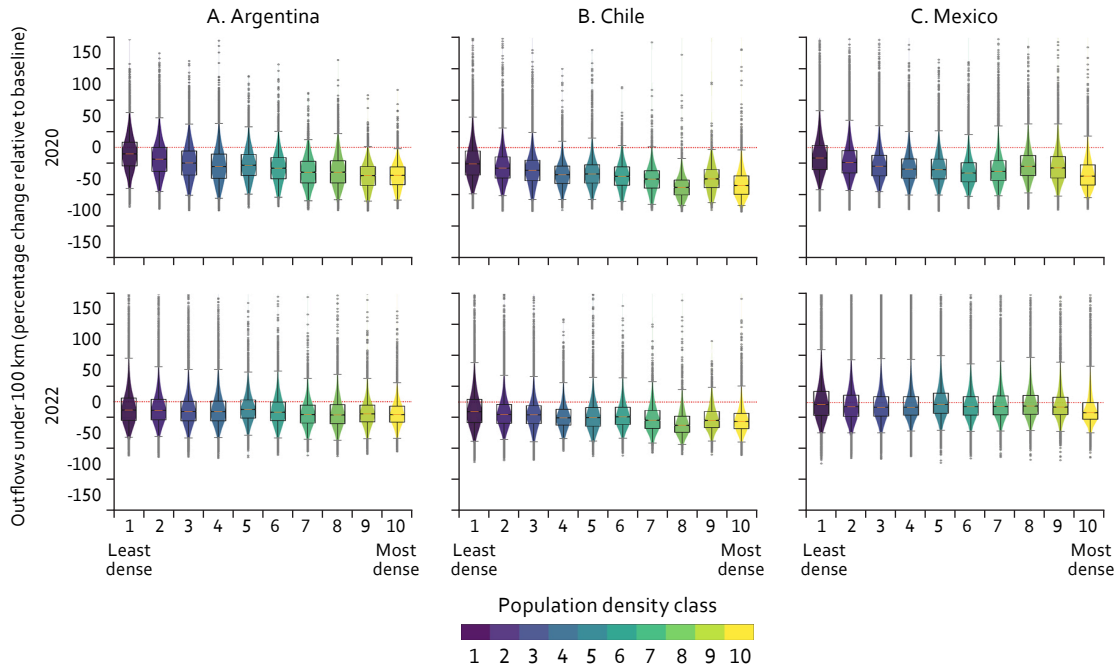 A. Argentina
B. Chile
C. Mexico
Outflows under 100 km (percentage change relative to baseline)
2020
150
100
50
0
-50
-100
-150
2022
150
100
50
0
-50
-100
-150
1 2 3 4 5 6 7 8 9 10
1 2 3 4 5 6 7 8 9 10
1 2 3 4 5 6 7 8 9 10
Least
dense
Most
dense
Least
dense
Most
dense
Least
dense
Most
dense
Population density class
1 2 3 4 5 6 7 8 9 10